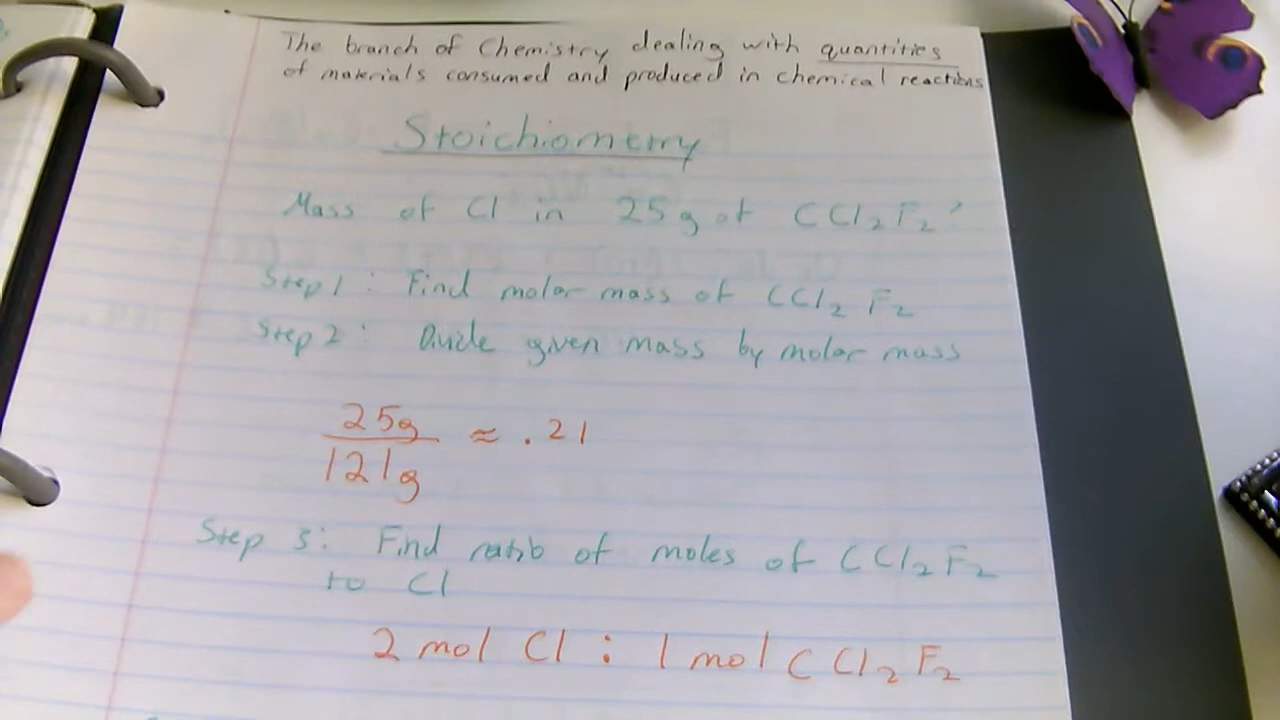 The branch of Chemistry dealing with quantities
of materials consumed and produced in chemical reactions
Stoichiometry
Mass of Cl in 25g of CCl₂F₂?
Step 1: Find molar mass of CCl₂F₂
Step 2: Divide given mass by molar mass
25g
121g
≈ .21
Step 3: Find ratio of moles of CCl₂F₂
to Cl
2 mol Cl : 1 mol CCl₂F₂